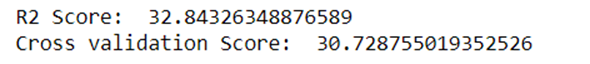 R2 Score:  32.84326348876589
Cross validation Score:  30.728755019352526